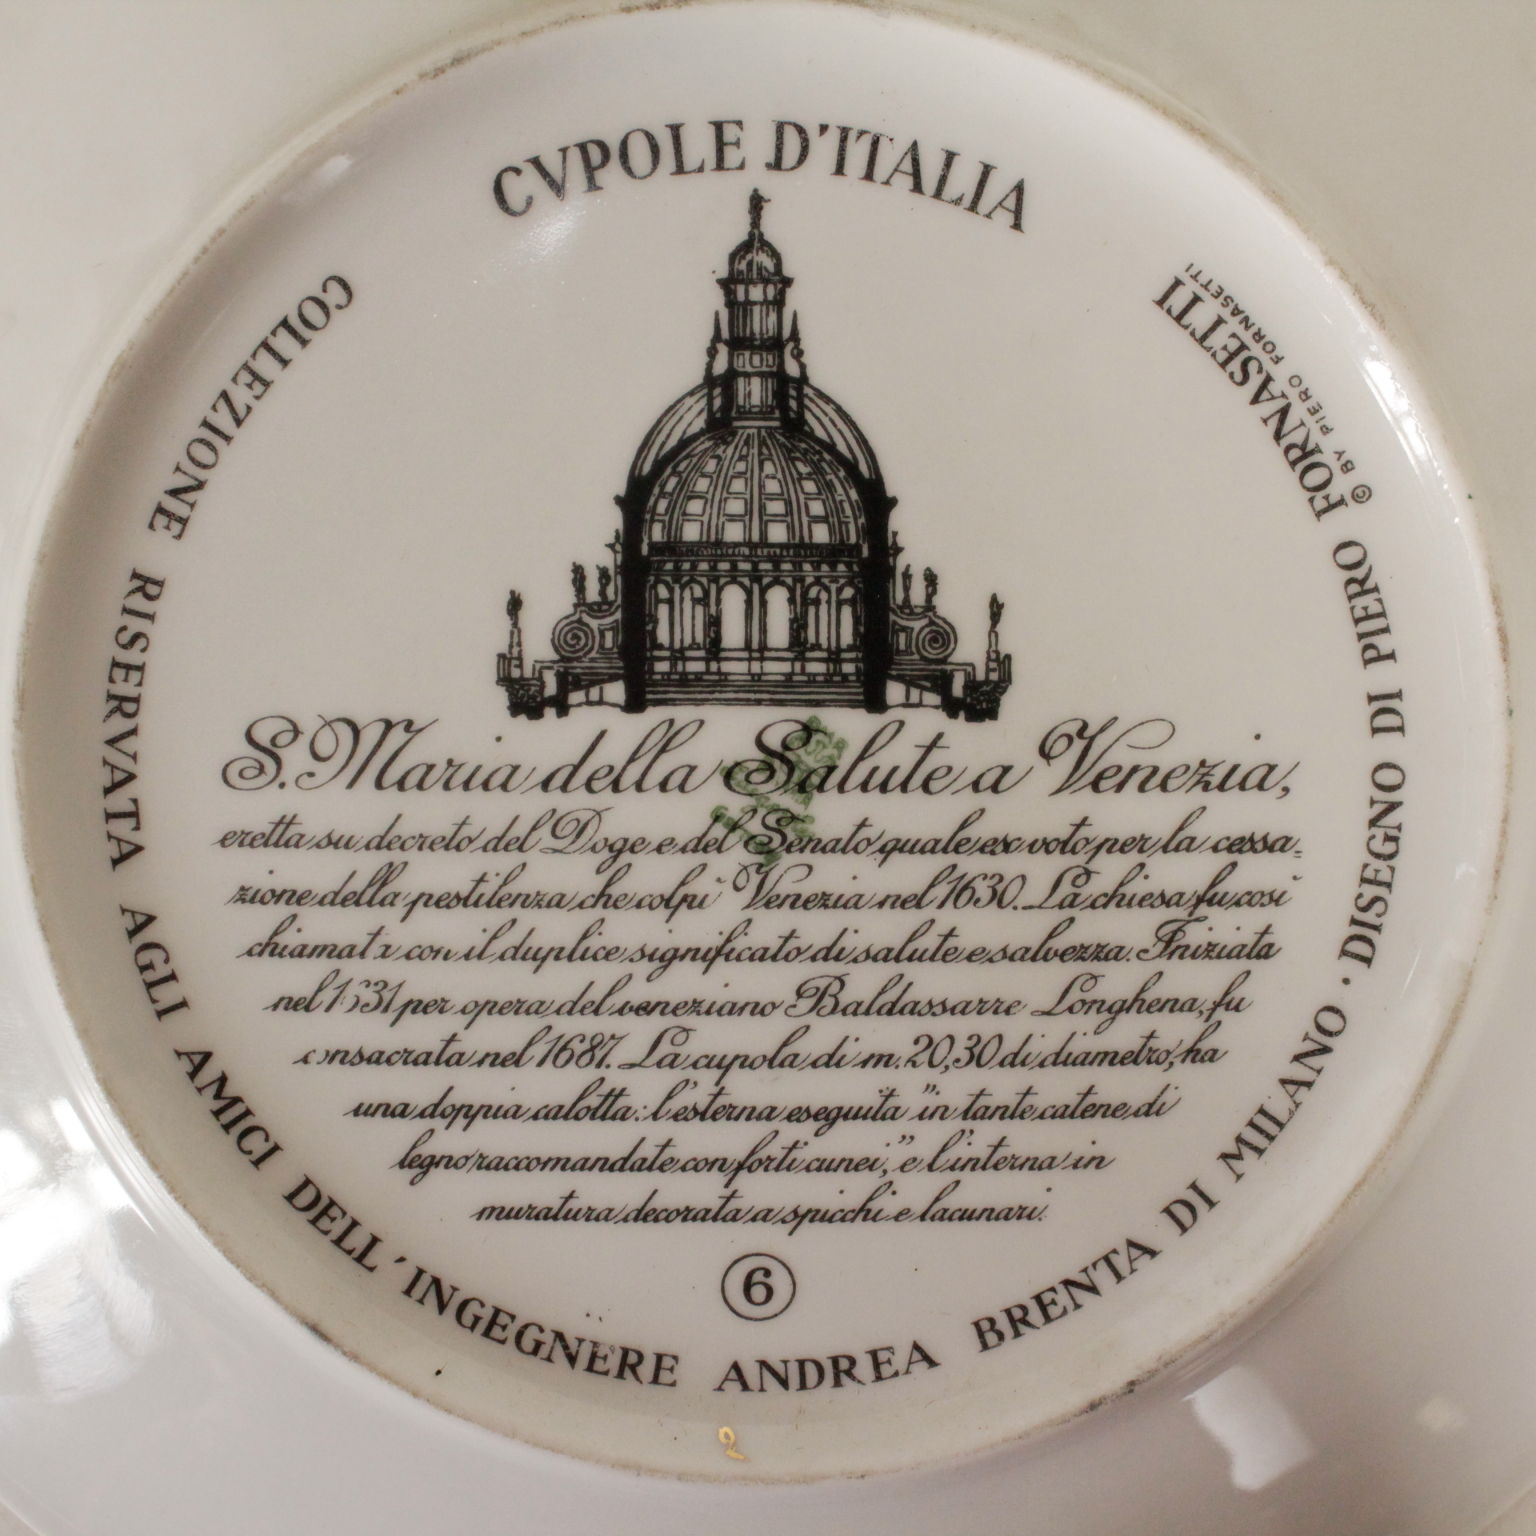 CVPOLE D'ITALIA
S. Maria della Salute a Venezia,
eretta su decreto del Doge e del Senato quale ex voto per la cessa=
zione della pestilenza che colpì Venezia nel 1630. La chiesa fu così
chiamata con il duplice significato di salute e salvezza. Iniziata
nel 1631 per opera del veneziano Baldassarre Longhena, fu
consacrata nel 1687. La cupola di m. 20,30 di diametro, ha
una doppia calotta: l'esterna eseguita "in tante catene di
legno raccomandate con forti cunei," e l'interna in
muratura decorata a spicchi e lacunari.
6
COLLEZIONE RISERVATA AGLI AMICI DELL'INGEGNERE ANDREA BRENTA DI MILANO · DISEGNO DI PIERO FORNASETTI
© BY PIERO FORNASETTI
2